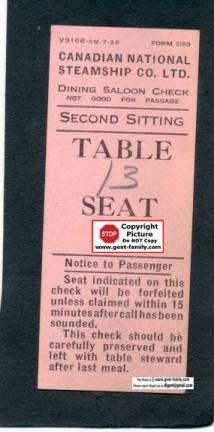 V3166-5M-7-26 FORM 2153
CANADIAN NATIONAL
STEAMSHIP CO. LTD.
DINING SALOON CHECK
NOT GOOD FOR PASSAGE
SECOND SITTING
TABLE
13
SEAT
STOP
Copyright
Picture
Do NOT Copy
www.gest-family.com
Notice to Passenger
Seat indicated on this
check will be forfeited
unless claimed within 15
minutes after call has been
sounded.
This check should be
carefully preserved and
left with table steward
after last meal.